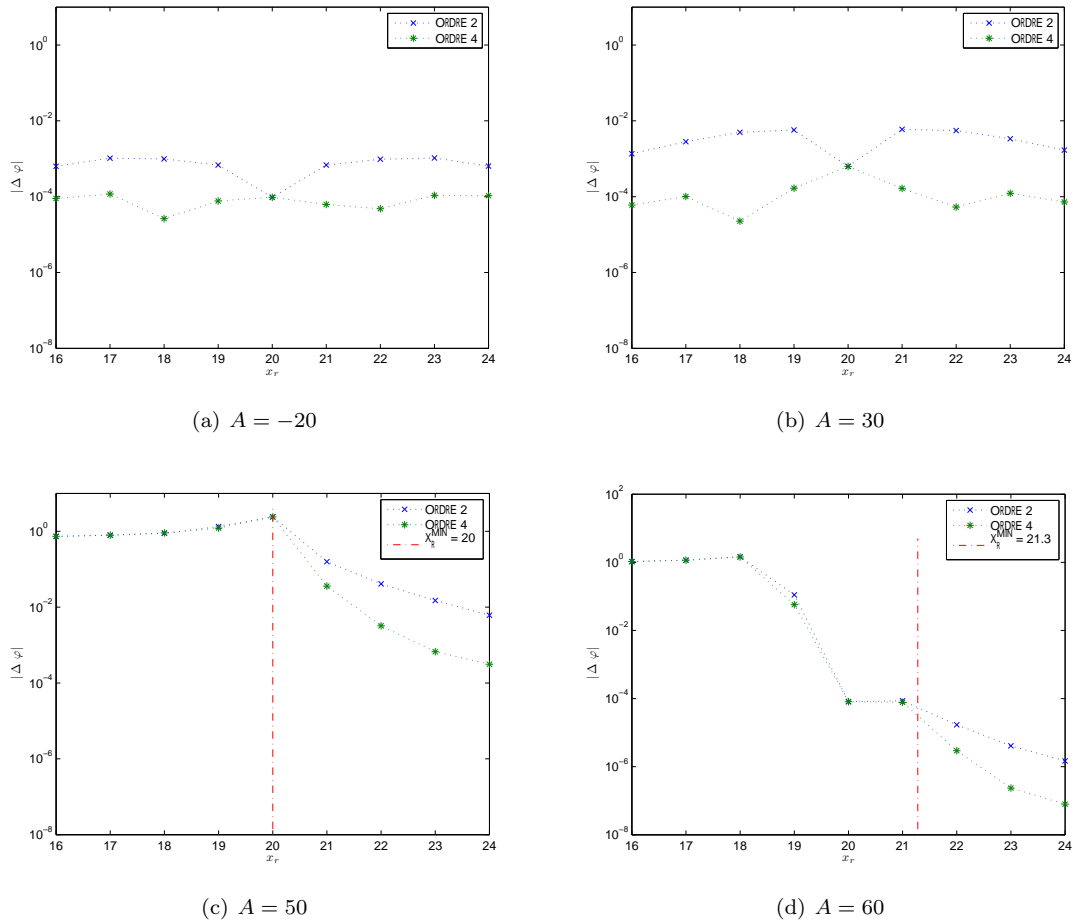 ORDRE 2
ORDRE 4
10^0
10^-2
10^-4
10^-6
10^-8
|Δ φ|
16 17 18 19 20 21 22 23 24
x_r
(a) A = −20
ORDRE 2
ORDRE 4
10^0
10^-2
10^-4
10^-6
10^-8
|Δ φ|
16 17 18 19 20 21 22 23 24
x_r
(b) A = 30
ORDRE 2
ORDRE 4
X_R^MIN = 20
10^0
10^-2
10^-4
10^-6
10^-8
|Δ φ|
16 17 18 19 20 21 22 23 24
x_r
(c) A = 50
ORDRE 2
ORDRE 4
X_R^MIN = 21.3
10^2
10^0
10^-2
10^-4
10^-6
10^-8
|Δ φ|
16 17 18 19 20 21 22 23 24
x_r
(d) A = 60